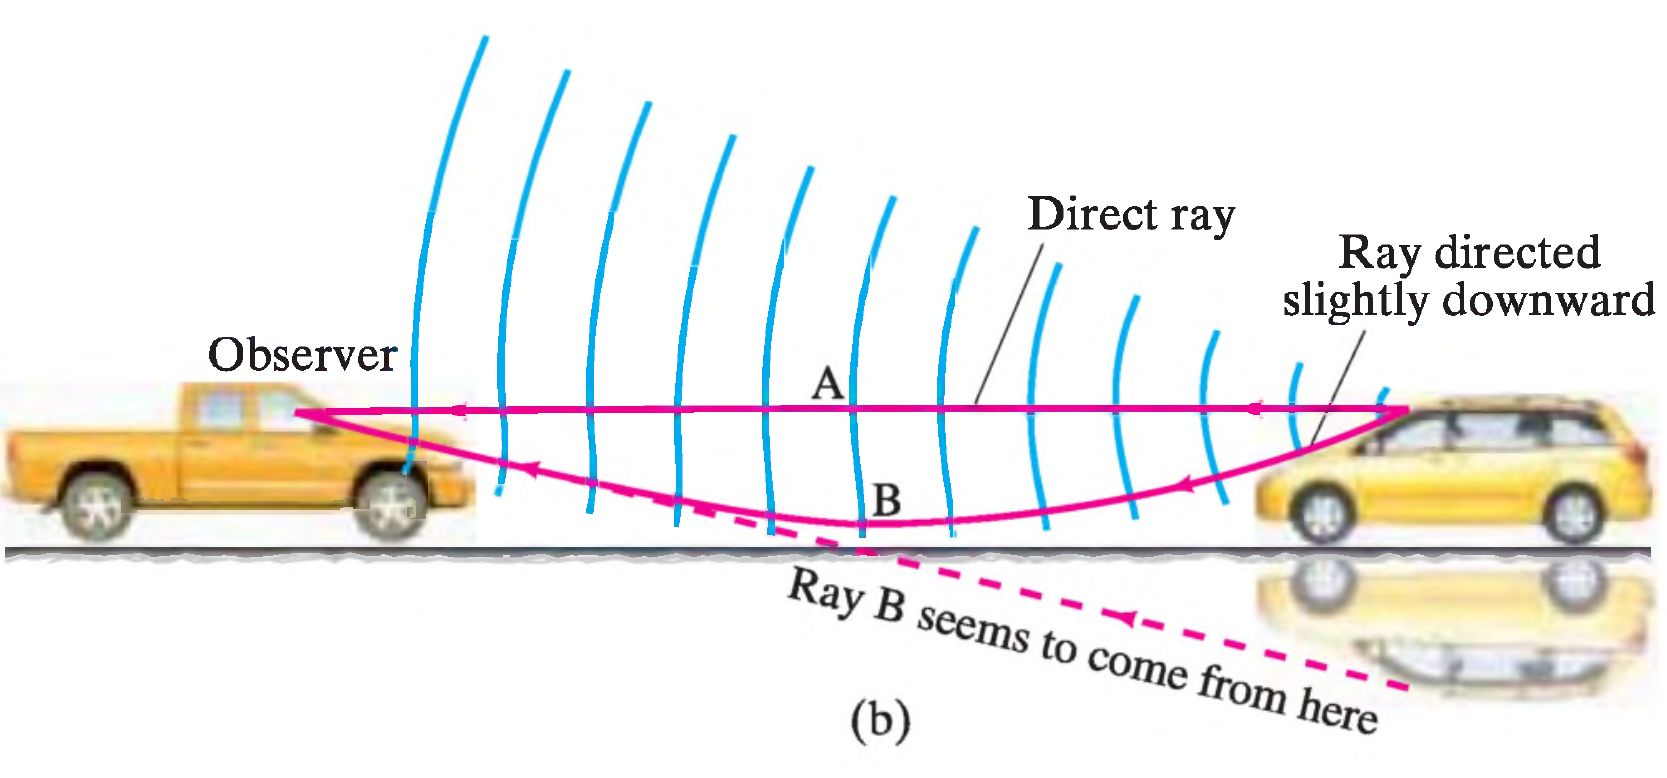 Direct ray
Ray directed
slightly downward
Observer
A
B
Ray B seems to come from here
(b)